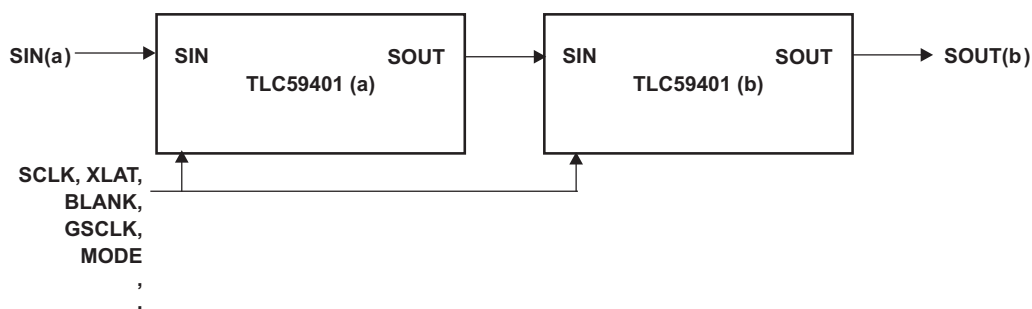 SIN(a)
SIN
SOUT
TLC59401 (a)
SIN
SOUT
TLC59401 (b)
SOUT(b)
SCLK, XLAT,
BLANK,
GSCLK,
MODE
,
.